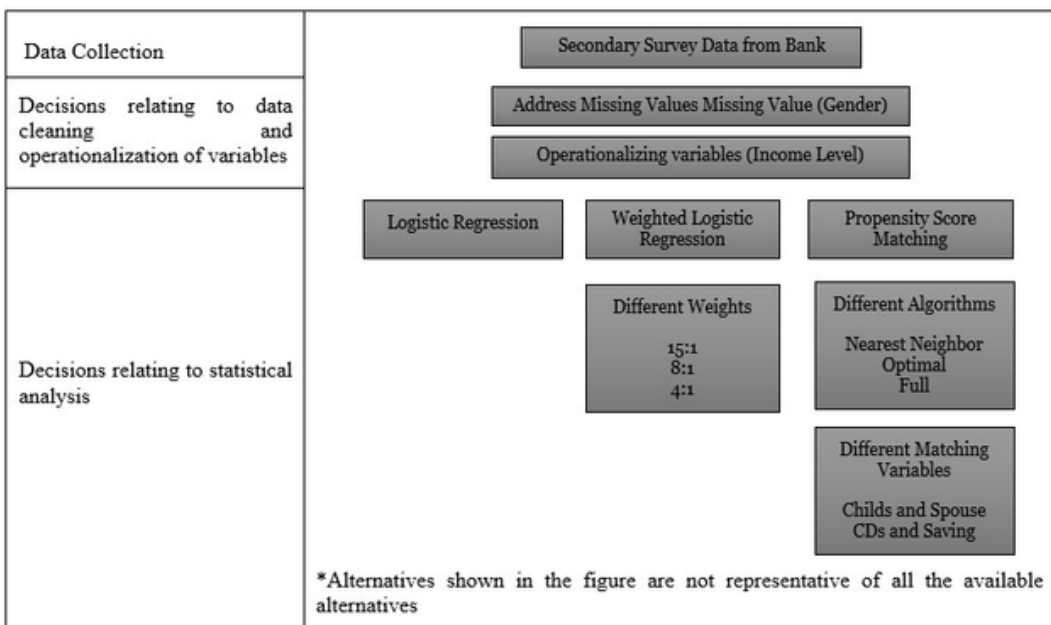 Data Collection
Secondary Survey Data from Bank
Decisions relating to data
cleaning and
operationalization of variables
Address Missing Values Missing Value (Gender)
Operationalizing variables (Income Level)
Decisions relating to statistical
analysis
Logistic Regression
Weighted Logistic
Regression
Propensity Score
Matching
Different Weights
15:1
8:1
4:1
Different Algorithms
Nearest Neighbor
Optimal
Full
Different Matching
Variables
Childs and Spouse
CDs and Saving
*Alternatives shown in the figure are not representative of all the available
alternatives